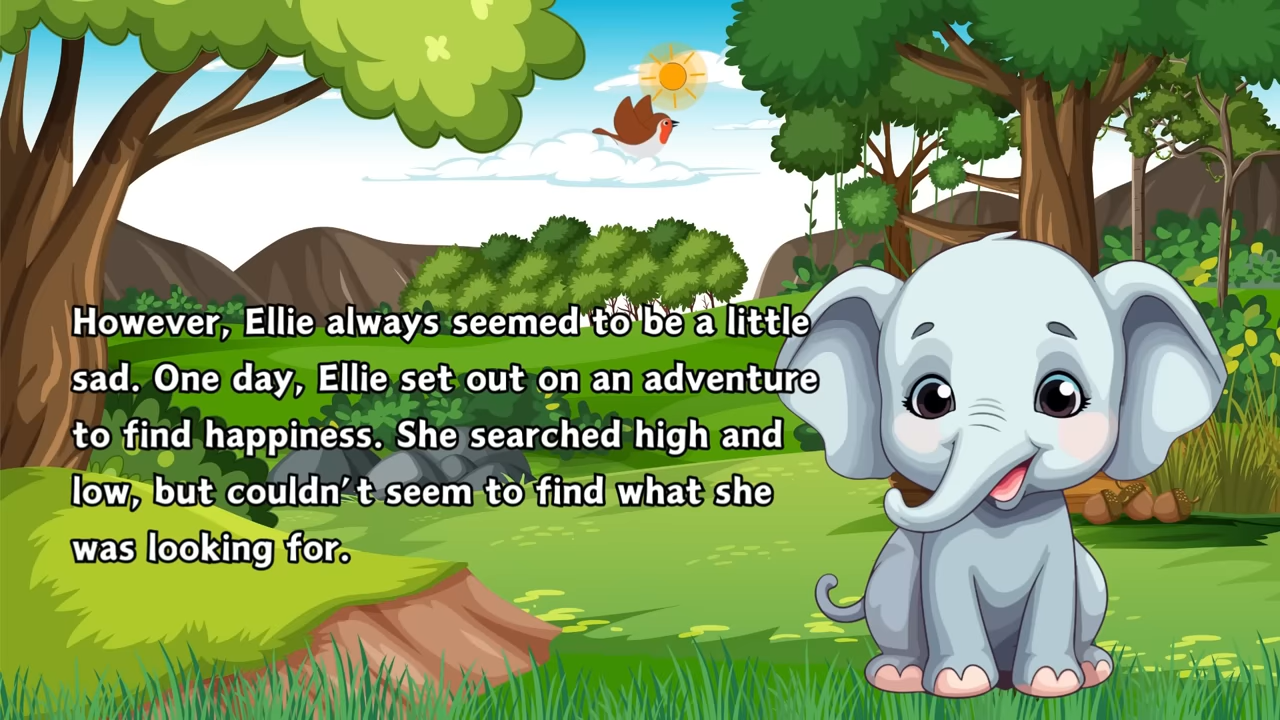 However, Ellie always seemed to be a little
sad. One day, Ellie set out on an adventure
to find happiness. She searched high and
low, but couldn't seem to find what she
was looking for.